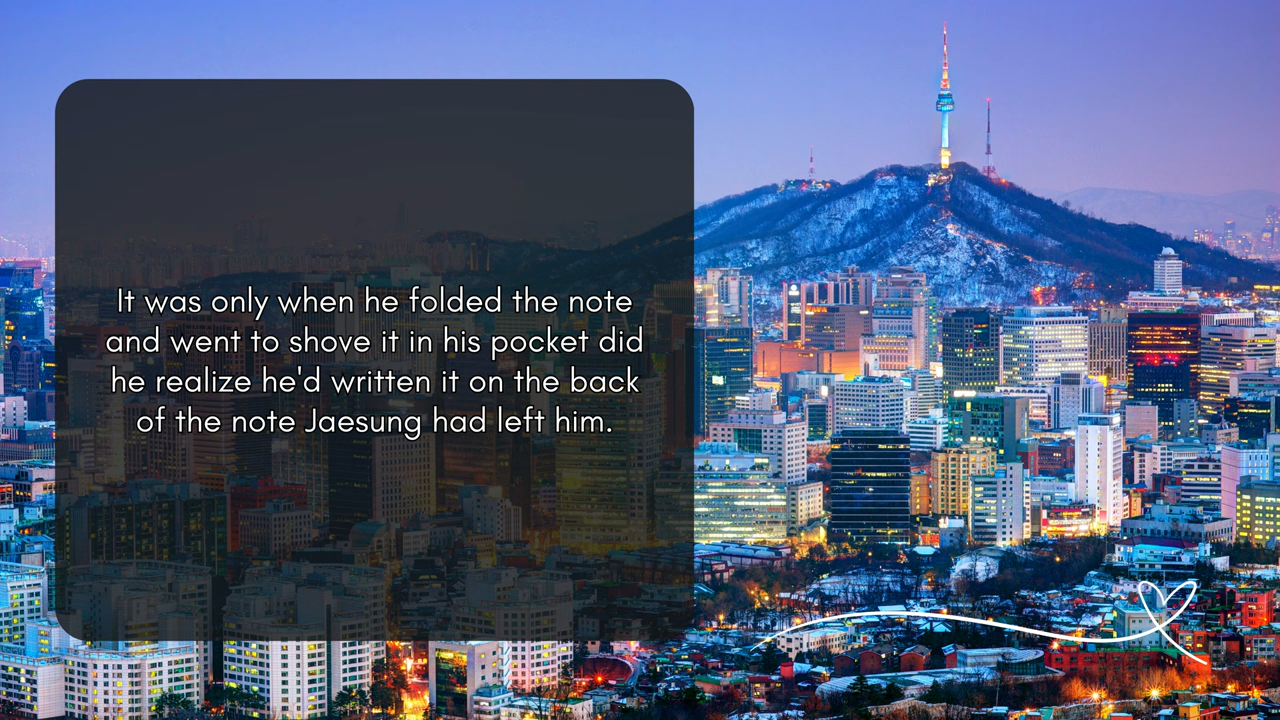 It was only when he folded the note
and went to shove it in his pocket did
he realize he'd written it on the back
of the note Jaesung had left him.